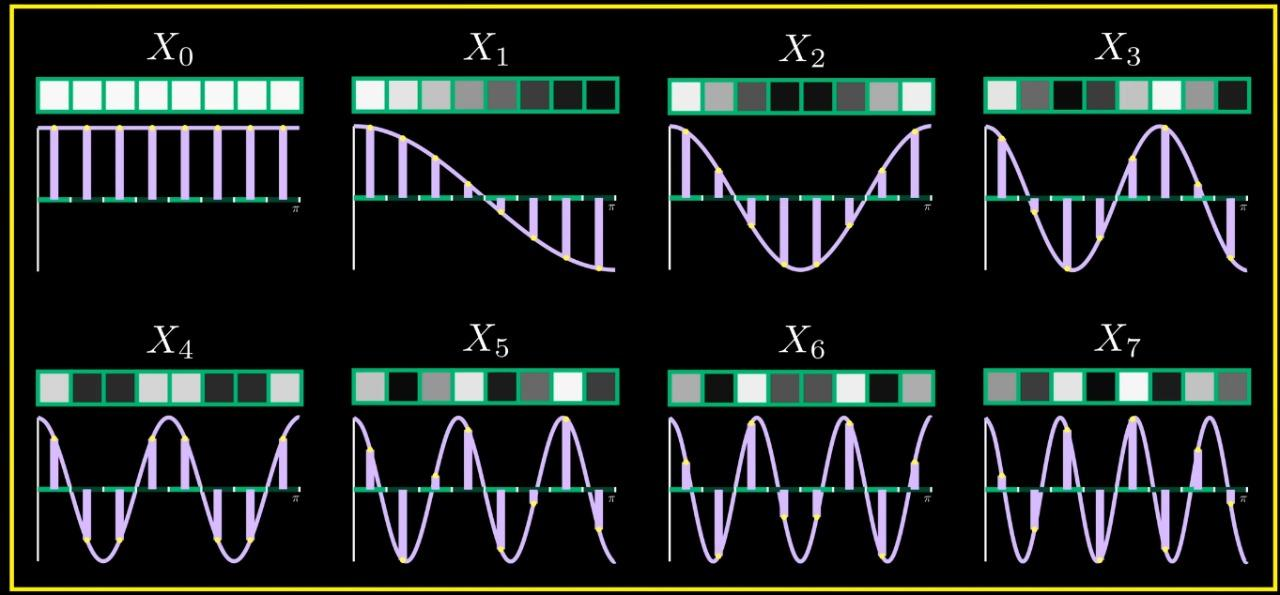 X₀ X₁ X₂ X₃
π π π π
X₄ X₅ X₆ X₇
π π π π